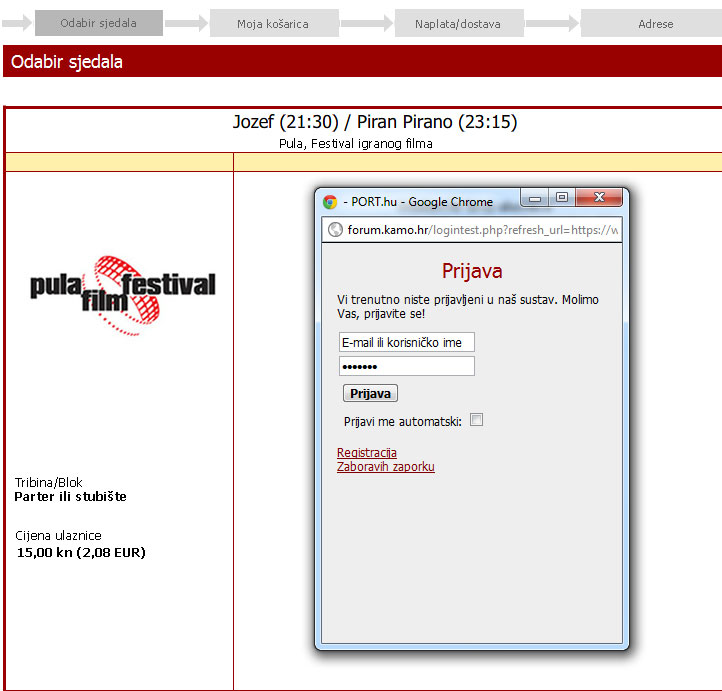 Odabir sjedala
Moja košarica
Naplata/dostava
Adrese
Odabir sjedala
Jozef (21:30) / Piran Pirano (23:15)
Pula, Festival igranog filma
pula festival
film
Tribina/Blok
Parter ili stubište
Cijena ulaznice
15,00 kn (2,08 EUR)
- PORT.hu - Google Chrome
forum.kamo.hr/logintest.php?refresh_url=https://w
Prijava
Vi trenutno niste prijavljeni u naš sustav. Molimo
Vas, prijavite se!
E-mail ili korisničko ime
•••••••
Prijava
Prijavi me automatski:
Registracija
Zaboravih zaporku